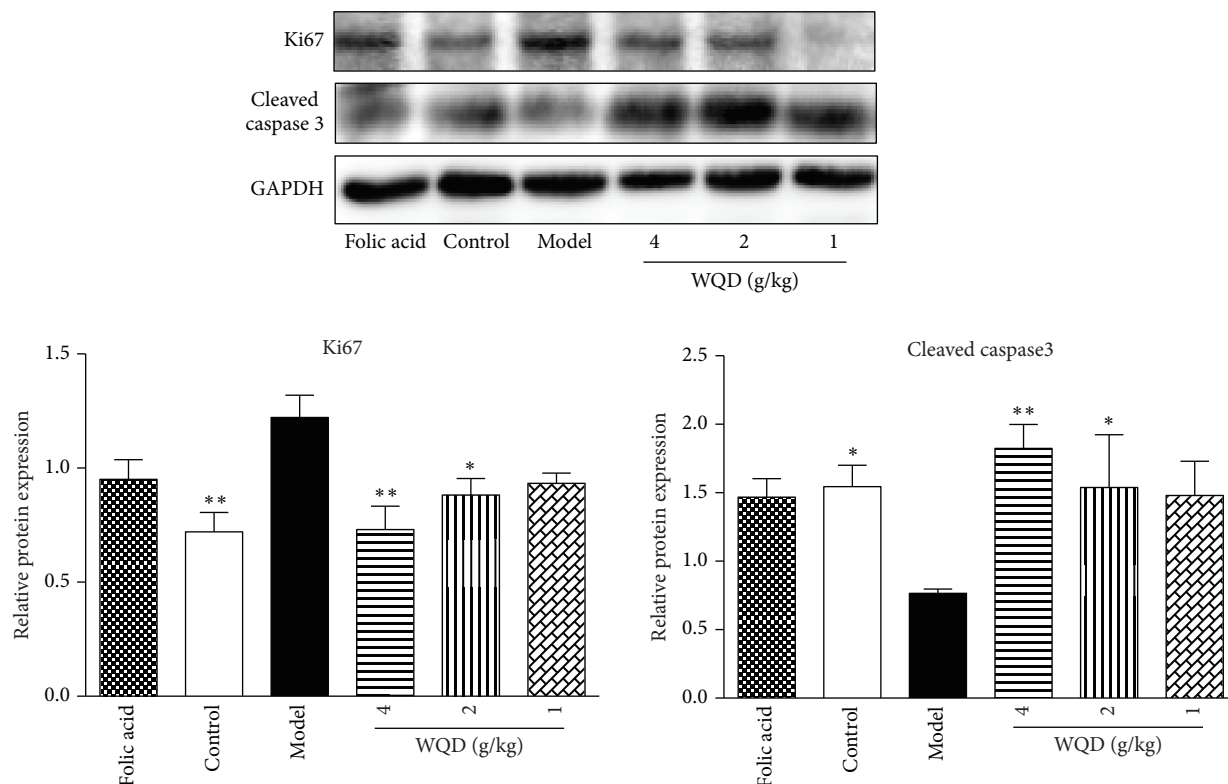 Ki67
Cleaved
caspase 3
GAPDH
Folic acid Control Model 4 2 1
WQD (g/kg)
Ki67
Relative protein expression
1.5
1.0
0.5
0.0
**
**
*
Folic acid Control Model 4 2 1
WQD (g/kg)
Cleaved caspase3
Relative protein expression
2.5
2.0
1.5
1.0
0.5
0.0
*
**
*
Folic acid Control Model 4 2 1
WQD (g/kg)